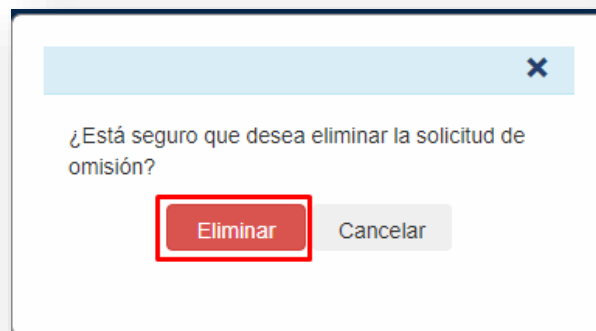 ¿Está seguro que desea eliminar la solicitud de
omisión?
Eliminar Cancelar